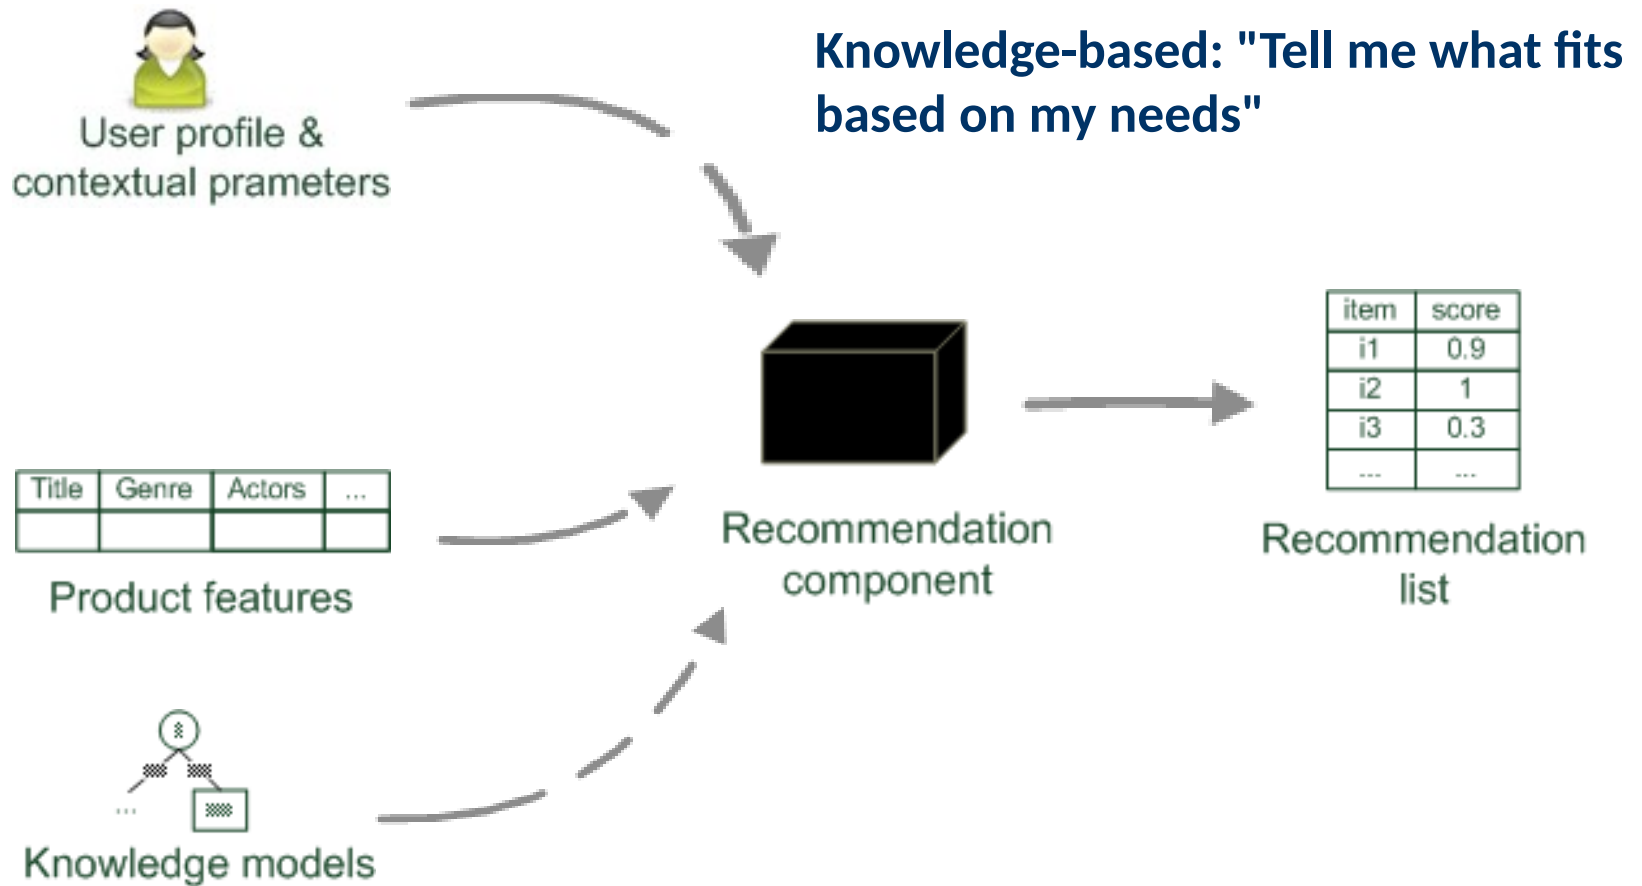 Knowledge-based: "Tell me what fits
based on my needs"
User profile &
contextual prameters
Title Genre Actors ...
Product features
...
Knowledge models
Recommendation
component
item score
i1 0.9
i2 1
i3 0.3
... ...
Recommendation
list